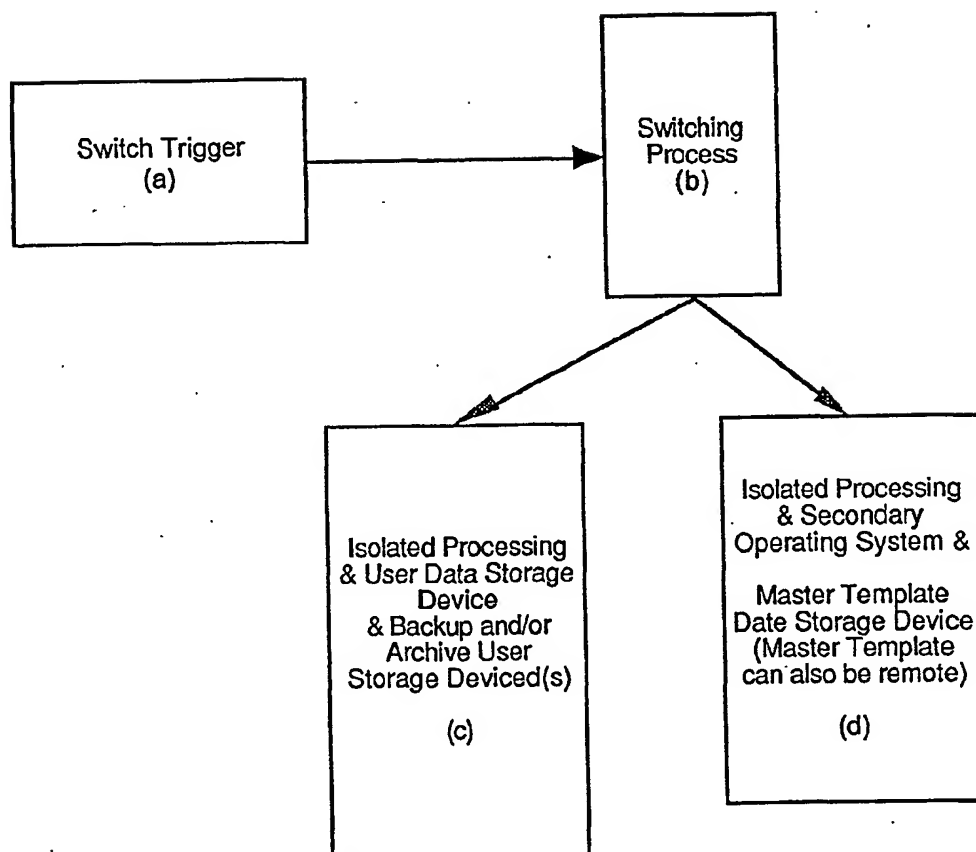 Switch Trigger
(a)
Switching
Process
(b)
Isolated Processing
& User Data Storage
Device
& Backup and/or
Archive User
Storage Deviced(s)
(c)
Isolated Processing
& Secondary
Operating System &
Master Template
Date Storage Device
(Master Template
can also be remote)
(d)